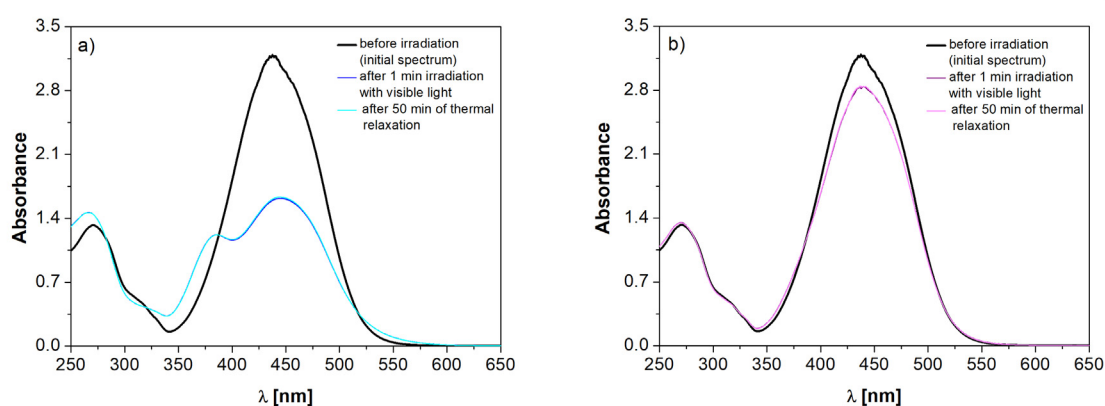 a)
before irradiation
(initial spectrum)
after 1 min irradiation
with visible light
after 50 min of thermal
relaxation
3.5
2.8
2.1
1.4
0.7
0.0
Absorbance
250 300 350 400 450 500 550 600 650
λ [nm]
b)
before irradiation
(initial spectrum)
after 1 min irradiation
with visible light
after 50 min of thermal
relaxation
3.5
2.8
2.1
1.4
0.7
0.0
Absorbance
250 300 350 400 450 500 550 600 650
λ [nm]